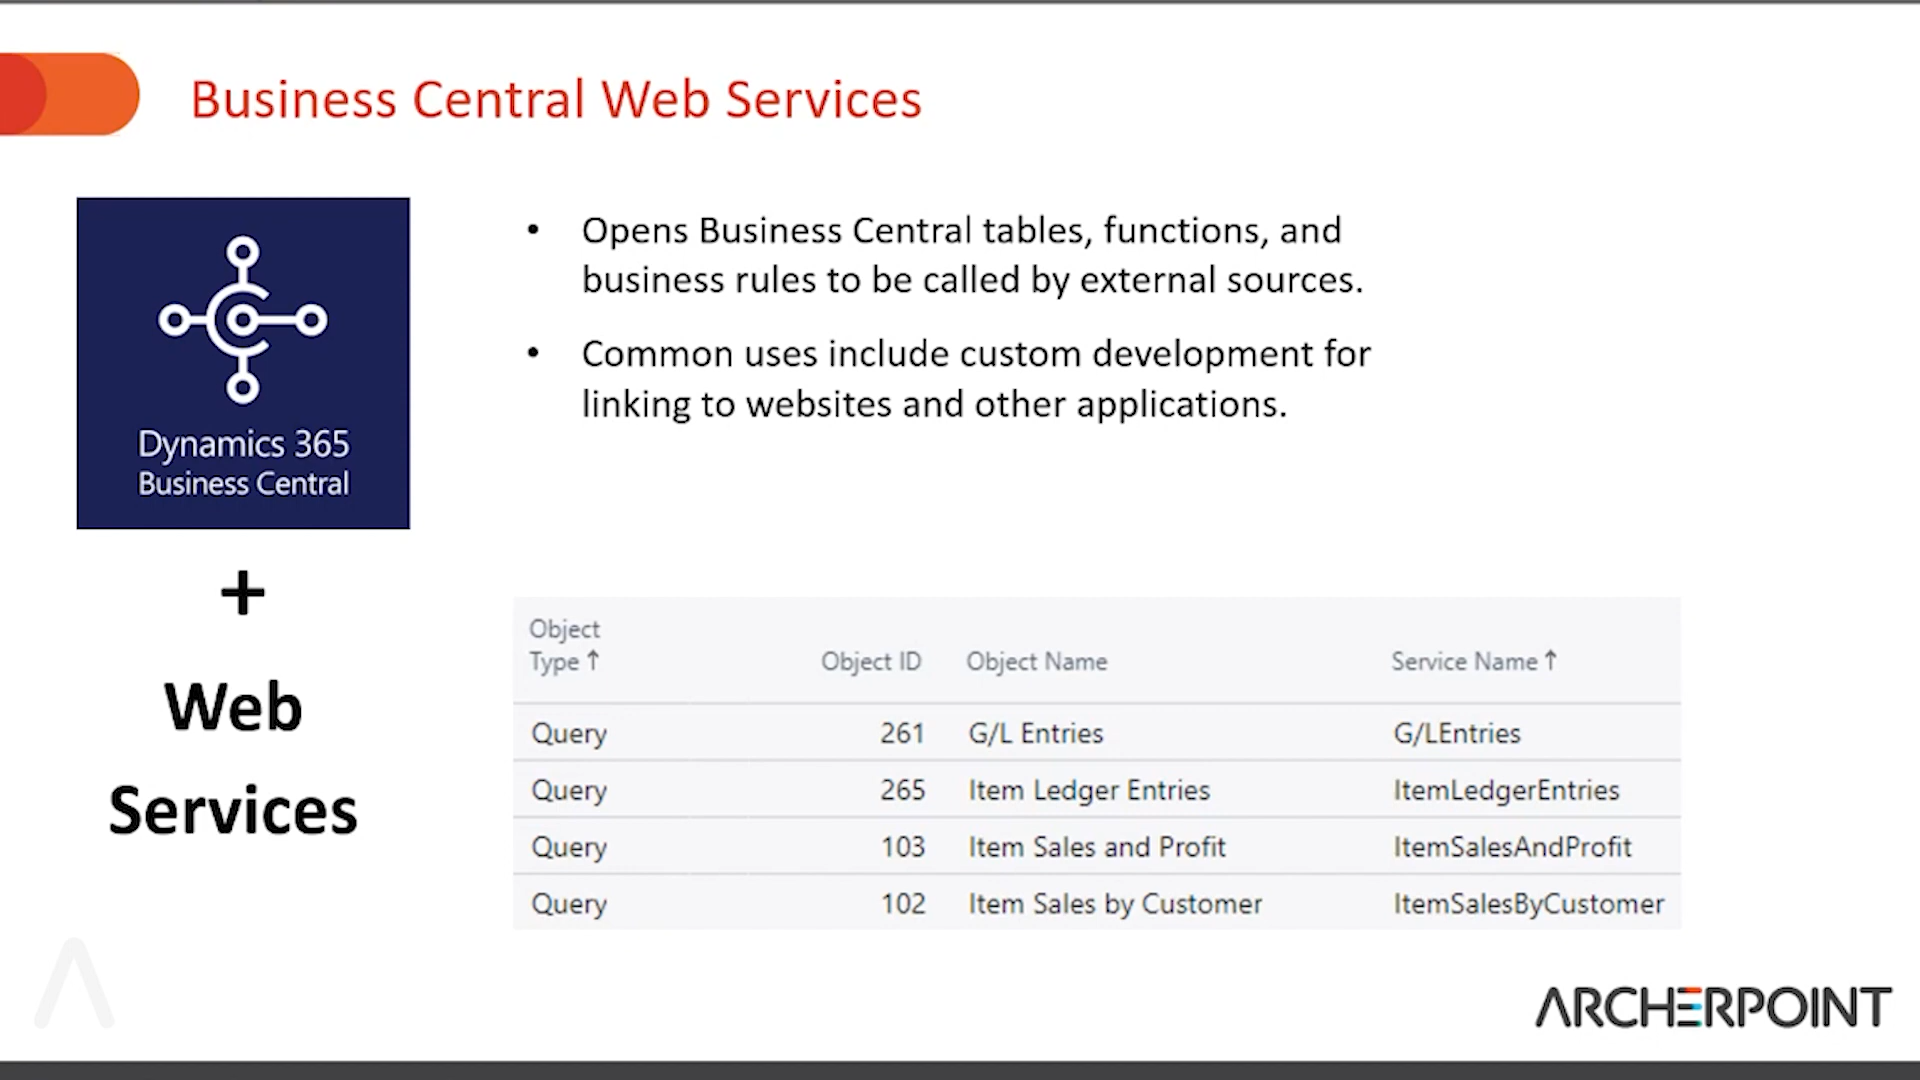 Business Central Web Services
Dynamics 365
Business Central
+
Web
Services
• Opens Business Central tables, functions, and
business rules to be called by external sources.
• Common uses include custom development for
linking to websites and other applications.
Object
Type ↑ Object ID Object Name Service Name ↑
Query 261 G/L Entries G/LEntries
Query 265 Item Ledger Entries ItemLedgerEntries
Query 103 Item Sales and Profit ItemSalesAndProfit
Query 102 Item Sales by Customer ItemSalesByCustomer
ARCHERPOINT